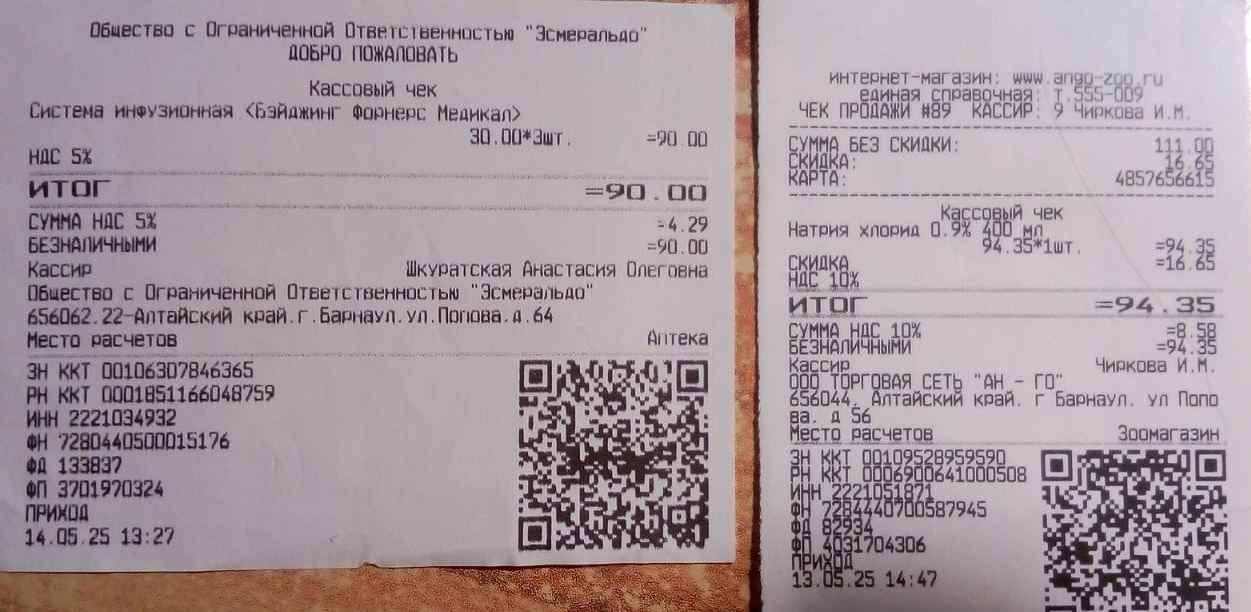 Общество с Ограниченной Ответственностью "Эсмеральдо"
ДОБРО ПОЖАЛОВАТЬ
Кассовый чек
Система инфузионная <Бэйджинг Форнерс Медикал>
30.00*3шт. =90.00
НДС 5%
ИТОГ =90.00
СУММА НДС 5% =4.29
БЕЗНАЛИЧНЫМИ =90.00
Кассир Шкуратская Анастасия Олеговна
Общество с Ограниченной Ответственностью "Эсмеральдо"
656062.22-Алтайский край.г.Барнаул.ул.Попова.д.64
Место расчетов Аптека
ЗН ККТ 00106307846365
РН ККТ 0001851166048759
ИНН 2221034932
ФН 7280440500015176
ФД 133837
ФП 3701970324
ПРИХОД
14.05.25 13:27
интернет-магазин: www.ango-zoo.ru
единая справочная: т.555-009
ЧЕК ПРОДАЖИ #89 КАССИР: 9 Чиркова И.М.
СУММА БЕЗ СКИДКИ: 111.00
СКИДКА: 16.65
КАРТА: 4857656615
Кассовый чек
Натрия хлорид 0.9% 400 мл
94.35*1шт. =94.35
СКИДКА =16.65
НДС 10%
ИТОГ =94.35
СУММА НДС 10% =8.58
БЕЗНАЛИЧНЫМИ =94.35
Кассир Чиркова И.М.
ООО ТОРГОВАЯ СЕТЬ "АН - ГО"
656044. Алтайский край. г Барнаул. ул Попо
ва. д 56
Место расчетов Зоомагазин
ЗН ККТ 00109528959590
РН ККТ 0006900641000508
ИНН 2221051871
ФН 7284440700587945
ФД 82934
ФП 4031704306
ПРИХОД
13.05.25 14:47